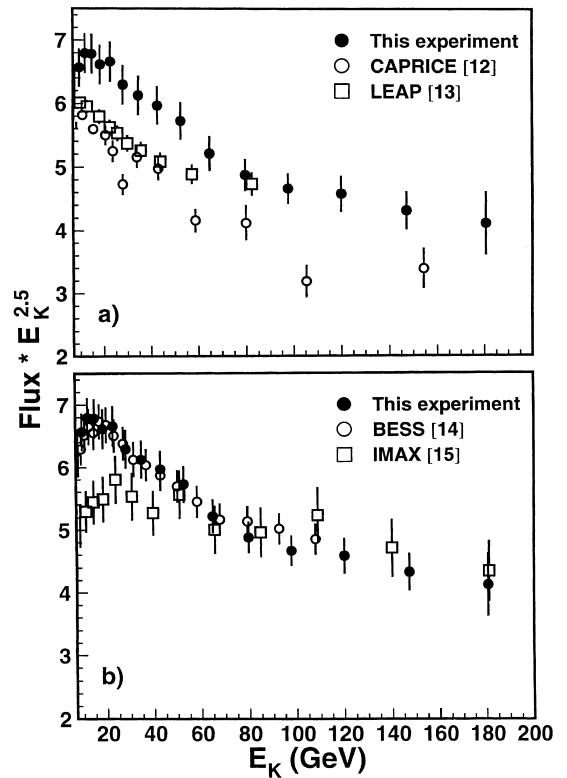 7
6
5
4
3
2
This experiment
CAPRICE [12]
LEAP [13]
a)
Flux * E_K^2.5
7
6
5
4
3
2
This experiment
BESS [14]
IMAX [15]
b)
20 40 60 80 100 120 140 160 180 200
E_K (GeV)